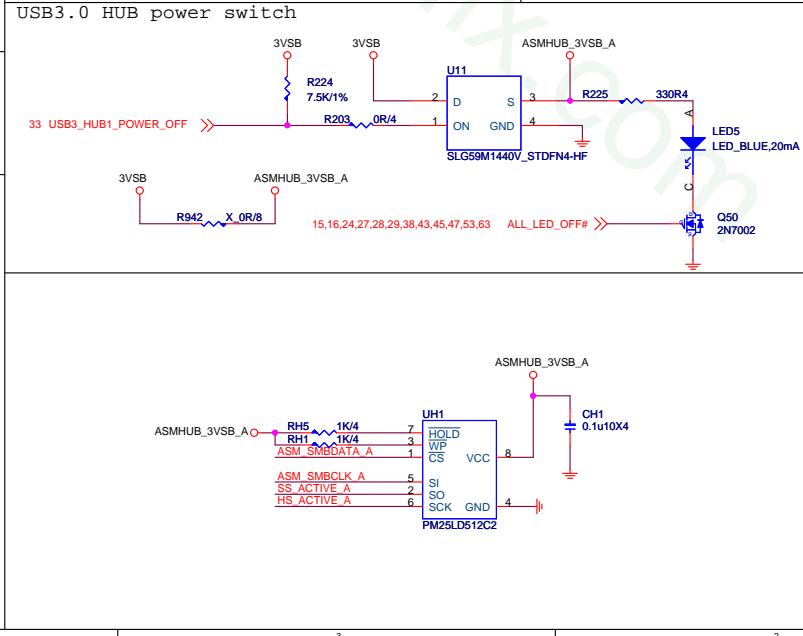 USB3.0 HUB power switch
3VSB 3VSB ASMHUB_3VSB_A
R224
7.5K/1%
U11
2 D S 3
R225 330R4
33 USB3_HUB1_POWER_OFF R203 0R/4 1 ON GND 4
SLG59M1440V_STDFN4-HF
A
LED5
LED_BLUE,20mA
C
3VSB ASMHUB_3VSB_A
R942 X_0R/8
15,16,24,27,28,29,38,43,45,47,53,63 ALL_LED_OFF#
Q50
2N7002
ASMHUB_3VSB_A
UH1
CH1
0.1u10X4
ASMHUB_3VSB_A RH5 1K/4 7 HOLD
RH1 1K/4 3 WP
ASM_SMBDATA_A 1 CS VCC 8
ASM_SMBCLK_A 5 SI
SS_ACTIVE_A 2 SO
HS_ACTIVE_A 6 SCK GND 4
PM25LD512C2